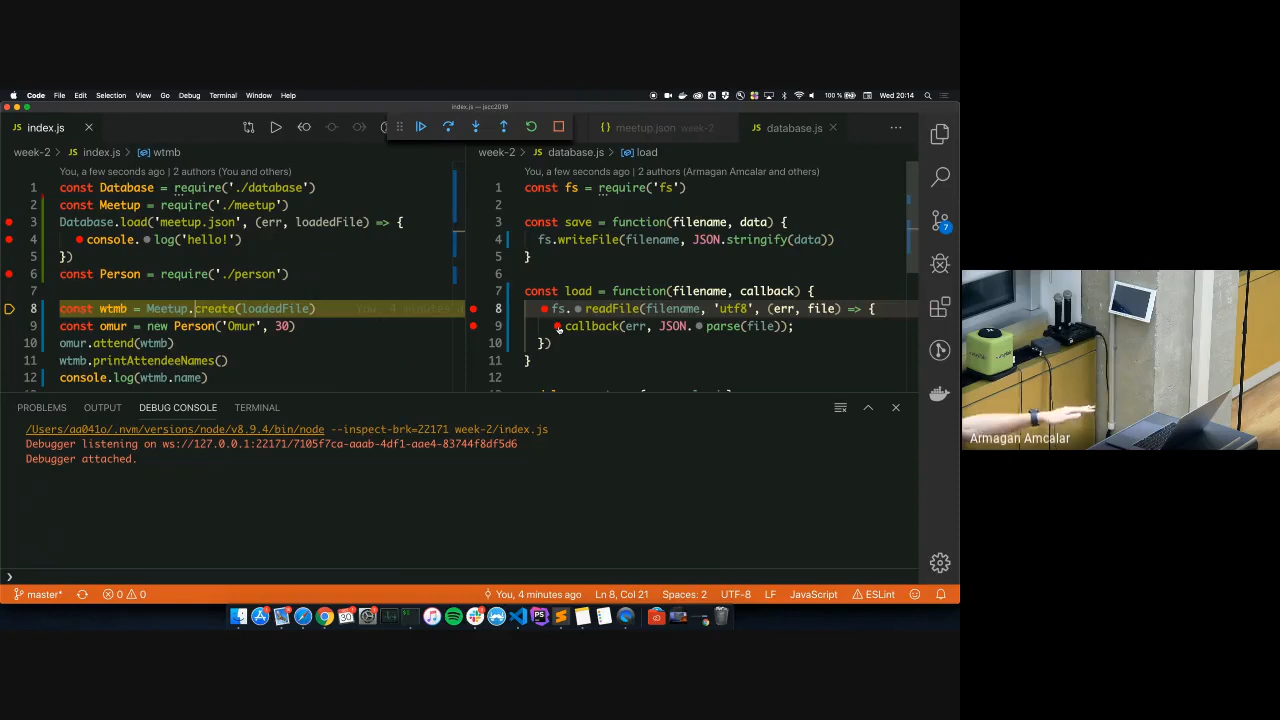 Code File Edit Selection View Go Debug Terminal Window Help 100 % Wed 20:14
index.js — jscc2019
index.js meetup.json week-2 database.js
week-2 > index.js > wtmb week-2 > database.js > load
You, a few seconds ago | 2 authors (You and others)
1 const Database = require('./database')
2 const Meetup = require('./meetup')
3 Database.load('meetup.json', (err, loadedFile) => {
4 console.log('hello!')
5 })
6 const Person = require('./person')
7
8 const wtmb = Meetup.create(loadedFile) You, 4 minutes a
9 const omur = new Person('Omur', 30)
10 omur.attend(wtmb)
11 wtmb.printAttendeeNames()
12 console.log(wtmb.name)
You, a few seconds ago | 2 authors (Armagan Amcalar and others)
1 const fs = require('fs')
2
3 const save = function(filename, data) {
4 fs.writeFile(filename, JSON.stringify(data))
5 }
6
7 const load = function(filename, callback) {
8 fs.readFile(filename, 'utf8', (err, file) => {
9 callback(err, JSON.parse(file));
10 })
11 }
12
7
PROBLEMS OUTPUT DEBUG CONSOLE TERMINAL
/Users/aa041o/.nvm/versions/node/v8.9.4/bin/node --inspect-brk=22171 week-2/index.js
Debugger listening on ws://127.0.0.1:22171/7105f7ca-aaab-4df1-aae4-83744f8df5d6
Debugger attached.
master* 0 0 You, 4 minutes ago Ln 8, Col 21 Spaces: 2 UTF-8 LF JavaScript ESLint
Armagan Amcalar